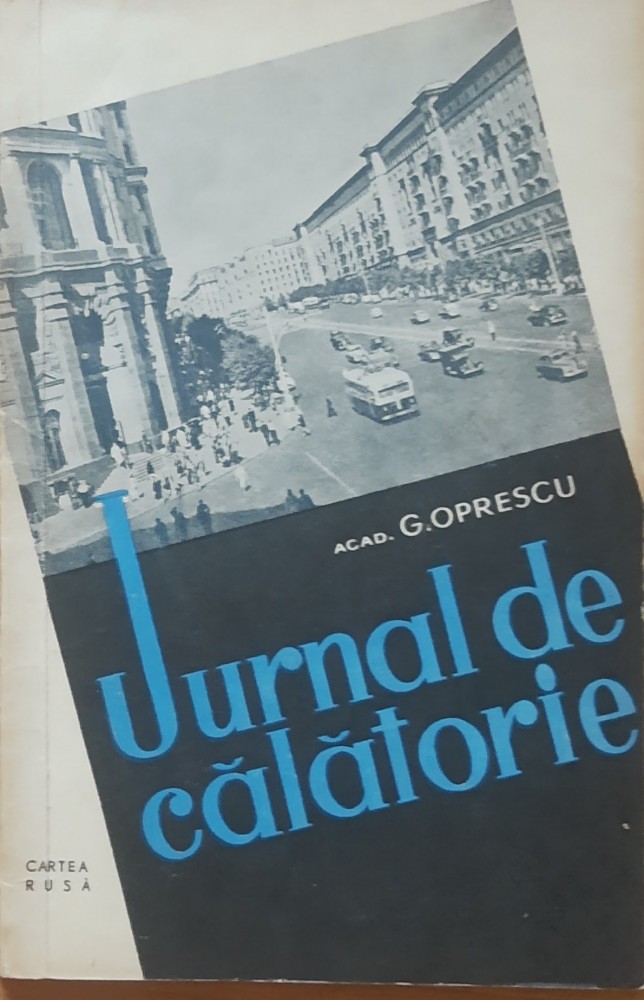 ACAD. G.OPRESCU
Jurnal de
călătorie
CARTEA
RUSĂ